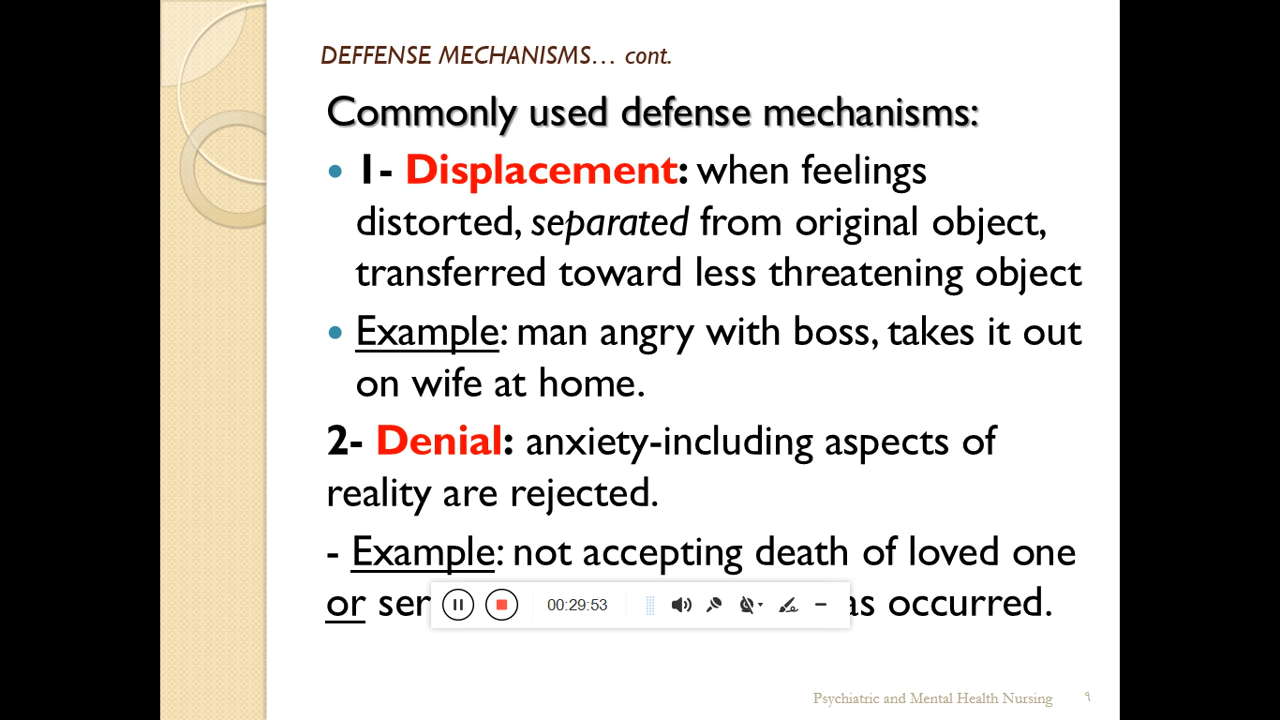 DEFFENSE MECHANISMS... cont.
Commonly used defense mechanisms:
• 1- Displacement: when feelings
distorted, separated from original object,
transferred toward less threatening object
• Example: man angry with boss, takes it out
on wife at home.
2- Denial: anxiety-including aspects of
reality are rejected.
- Example: not accepting death of loved one
or ser as occurred.
00:29:53
Psychiatric and Mental Health Nursing ٩